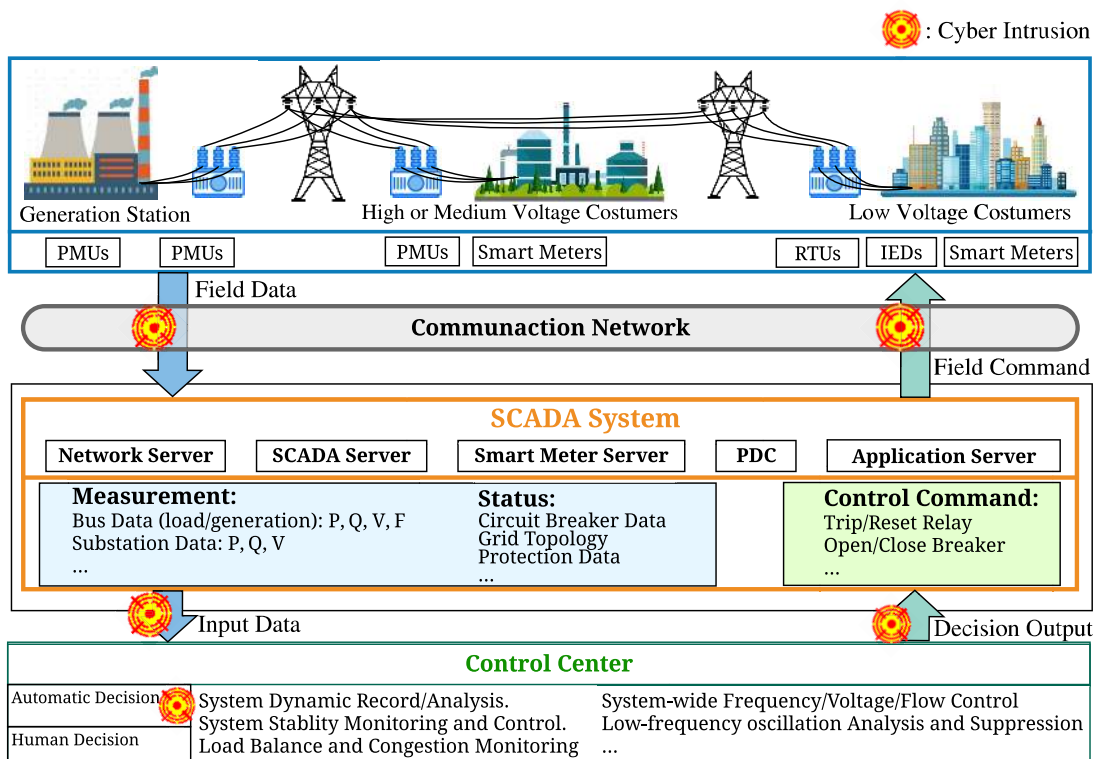 : Cyber Intrusion
Generation Station
High or Medium Voltage Costumers
Low Voltage Costumers
PMUs
PMUs
PMUs
Smart Meters
RTUs
IEDs
Smart Meters
Field Data
Communaction Network
Field Command
SCADA System
Network Server
SCADA Server
Smart Meter Server
PDC
Application Server
Measurement:
Bus Data (load/generation): P, Q, V, F
Substation Data: P, Q, V
...
Status:
Circuit Breaker Data
Grid Topology
Protection Data
...
Control Command:
Trip/Reset Relay
Open/Close Breaker
...
Input Data
Decision Output
Control Center
Automatic Decision
Human Decision
System Dynamic Record/Analysis.
System Stablity Monitoring and Control.
Load Balance and Congestion Monitoring
System-wide Frequency/Voltage/Flow Control
Low-frequency oscillation Analysis and Suppression
...